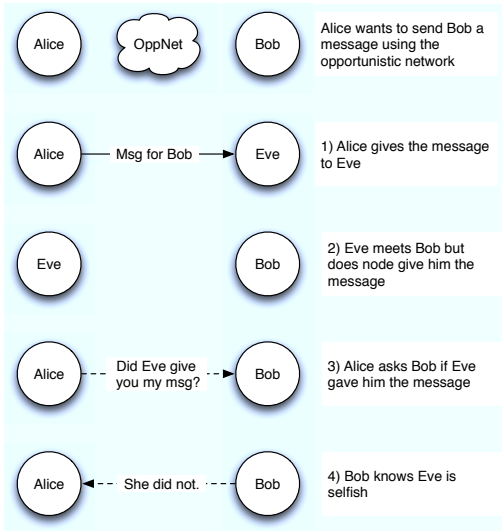 Alice
OppNet
Bob
Alice wants to send Bob a
message using the
opportunistic network
Alice
Msg for Bob
Eve
1) Alice gives the message
to Eve
Eve
Bob
2) Eve meets Bob but
does node give him the
message
Alice
Did Eve give
you my msg?
Bob
3) Alice asks Bob if Eve
gave him the message
Alice
She did not.
Bob
4) Bob knows Eve is
selfish